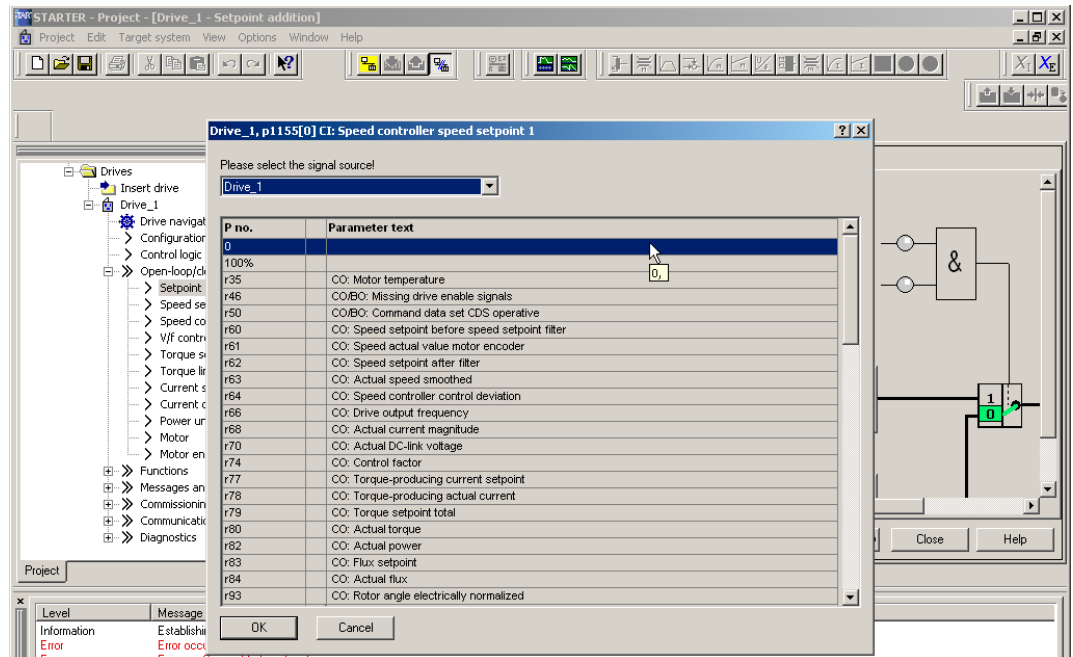 STARTER - Project - [Drive_1 - Setpoint addition]
Project Edit Target system View Options Window Help
Drive_1, p1155[0] CI: Speed controller speed setpoint 1
Please select the signal source!
Drive_1
P no. Parameter text
0
100%
r35 CO: Motor temperature
r46 CO/BO: Missing drive enable signals
r50 CO/BO: Command data set CDS operative
r60 CO: Speed setpoint before speed setpoint filter
r61 CO: Speed actual value motor encoder
r62 CO: Speed setpoint after filter
r63 CO: Actual speed smoothed
r64 CO: Speed controller control deviation
r66 CO: Drive output frequency
r68 CO: Actual current magnitude
r70 CO: Actual DC-link voltage
r74 CO: Control factor
r77 CO: Torque-producing current setpoint
r78 CO: Torque-producing actual current
r79 CO: Torque setpoint total
r80 CO: Actual torque
r82 CO: Actual power
r83 CO: Flux setpoint
r84 CO: Actual flux
r93 CO: Rotor angle electrically normalized
0,
OK Cancel
Drives
Insert drive
Drive_1
Drive navigat
Configuration
Control logic
Open-loop/cl
Setpoint
Speed se
Speed co
V/f contr
Torque s
Torque lir
Current s
Current c
Power ur
Motor
Motor en
Functions
Messages an
Commissionin
Communicatic
Diagnostics
Project
&
1
0
Close Help
Level Message
Information Establishi
Error Error occu